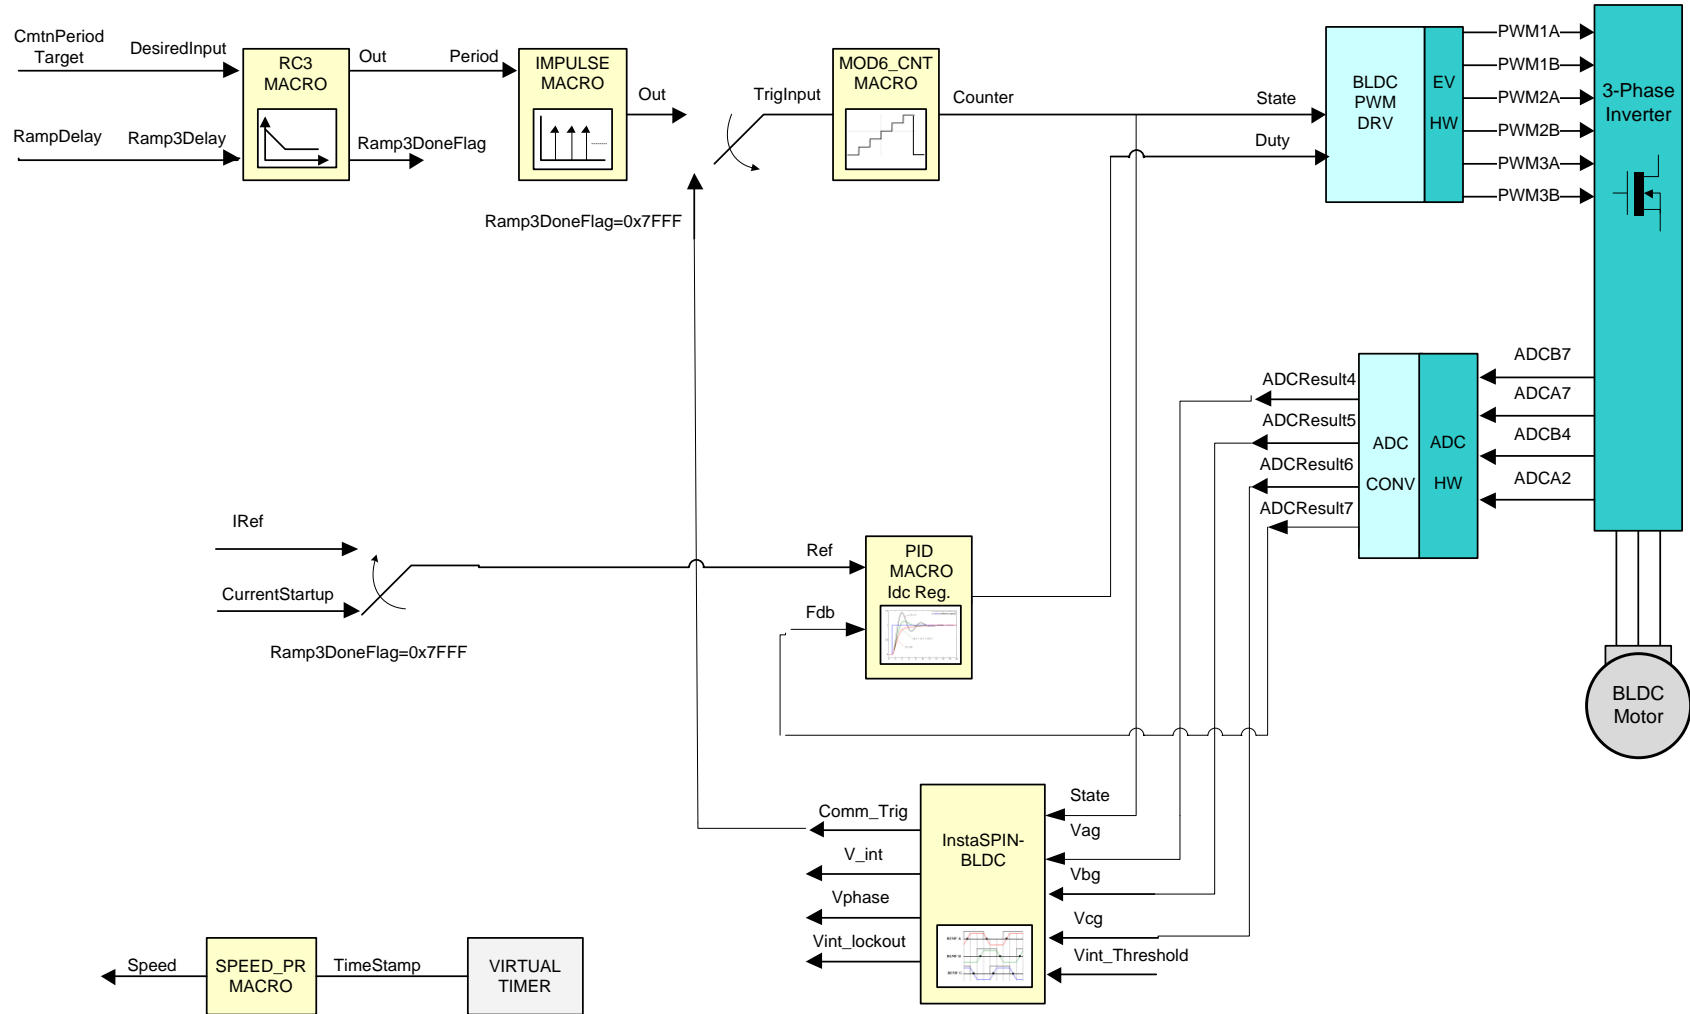 CmtnPeriod
Target
DesiredInput
RC3
MACRO
Out
Period
IMPULSE
MACRO
Out
TrigInput
MOD6_CNT
MACRO
Counter
State
BLDC
PWM
DRV
EV
HW
PWM1A
PWM1B
PWM2A
PWM2B
PWM3A
PWM3B
3-Phase
Inverter
RampDelay
Ramp3Delay
Ramp3DoneFlag
Duty
Ramp3DoneFlag=0x7FFF
ADCResult4
ADCResult5
ADCResult6
ADCResult7
ADC
CONV
ADC
HW
ADCB7
ADCA7
ADCB4
ADCA2
IRef
CurrentStartup
Ramp3DoneFlag=0x7FFF
Ref
Fdb
PID
MACRO
Idc Reg.
BLDC
Motor
Comm_Trig
V_int
Vphase
Vint_lockout
InstaSPIN-
BLDC
State
Vag
Vbg
Vcg
Vint_Threshold
Speed
SPEED_PR
MACRO
TimeStamp
VIRTUAL
TIMER